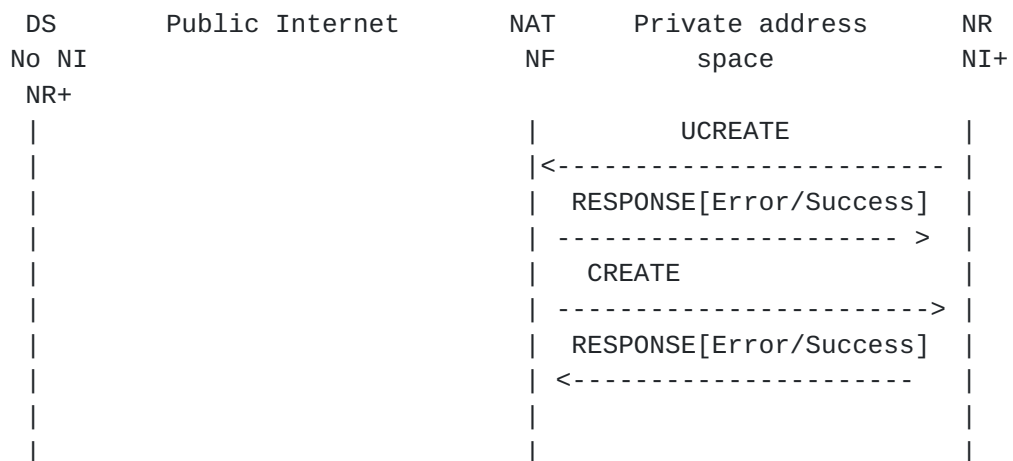 DS Public Internet NAT Private address NR
No NI NF space NI+
NR+
| | UCREATE |
| |<------------------------- |
| | RESPONSE[Error/Success] |
| | ---------------------- > |
| | CREATE |
| | ------------------------> |
| | RESPONSE[Error/Success] |
| | <---------------------- |
| | |
| | |